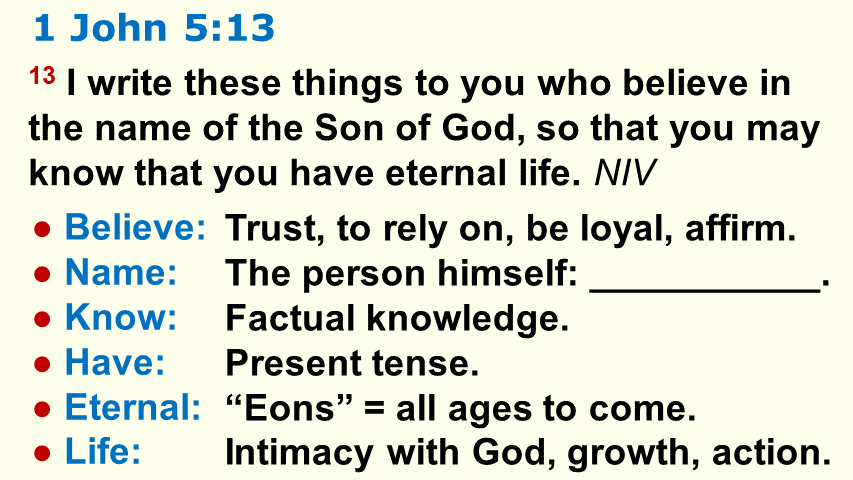 1 John 5:13
13 I write these things to you who believe in
the name of the Son of God, so that you may
know that you have eternal life. NIV
● Believe: Trust, to rely on, be loyal, affirm.
● Name: The person himself: ___________.
● Know: Factual knowledge.
● Have: Present tense.
● Eternal: “Eons” = all ages to come.
● Life: Intimacy with God, growth, action.